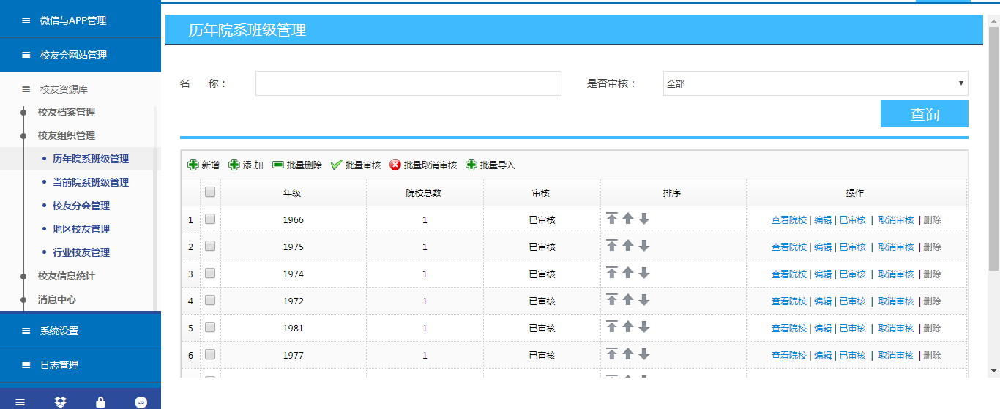 微信与APP管理
校友会网站管理
校友资源库
校友档案管理
校友组织管理
历年院系班级管理
当前院系班级管理
校友分会管理
地区校友管理
行业校友管理
校友信息统计
消息中心
系统设置
日志管理
历年院系班级管理
名 称： 是否审核： 全部
查询
新增 添 加 批量删除 批量审核 批量取消审核 批量导入
年级 院校总数 审核 排序 操作
1 1966 1 已审核 查看院校 | 编辑 | 已审核 | 取消审核 | 删除
2 1975 1 已审核 查看院校 | 编辑 | 已审核 | 取消审核 | 删除
3 1974 1 已审核 查看院校 | 编辑 | 已审核 | 取消审核 | 删除
4 1972 1 已审核 查看院校 | 编辑 | 已审核 | 取消审核 | 删除
5 1981 1 已审核 查看院校 | 编辑 | 已审核 | 取消审核 | 删除
6 1977 1 已审核 查看院校 | 编辑 | 已审核 | 取消审核 | 删除